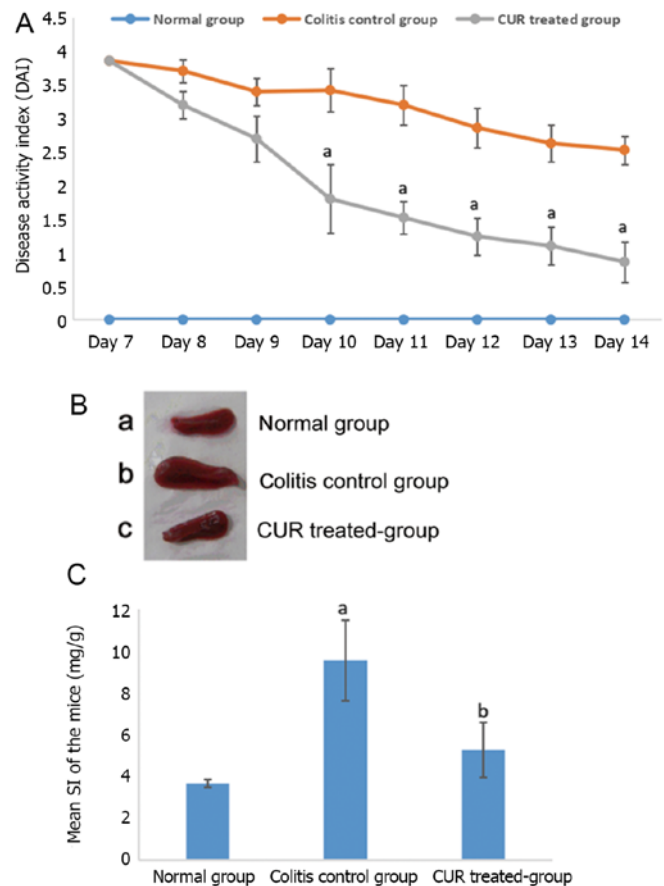 A
Normal group Colitis control group CUR treated group
Disease activity index (DAI)
4.5
4
3.5
3
2.5
2
1.5
1
0.5
0
a
a
a
a
a
Day 7 Day 8 Day 9 Day 10 Day 11 Day 12 Day 13 Day 14
B
a Normal group
b Colitis control group
c CUR treated-group
C
Mean SI of the mice (mg/g)
12
10
8
6
4
2
0
a
b
Normal group Colitis control group CUR treated-group